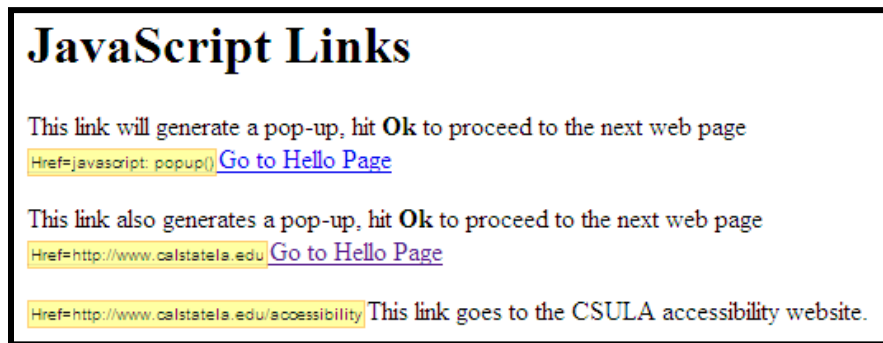 JavaScript Links
This link will generate a pop-up, hit Ok to proceed to the next web page
Href=javascript: popup() Go to Hello Page
This link also generates a pop-up, hit Ok to proceed to the next web page
Href=http://www.calstatela.edu Go to Hello Page
Href=http://www.calstatela.edu/accessibility This link goes to the CSULA accessibility website.